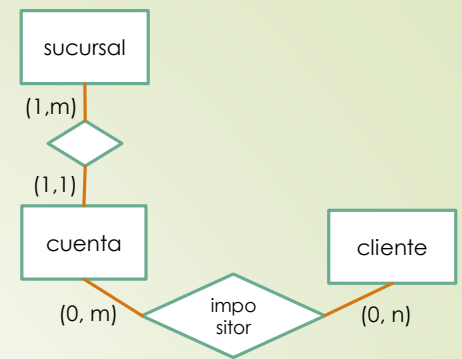 sucursal
(1,m)
(1,1)
cuenta
cliente
(0, m)
impo
sitor
(0, n)